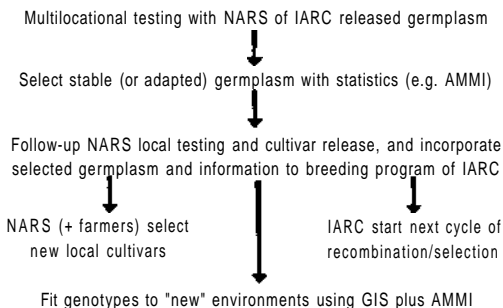 Multilocational testing with NARS of IARC released germplasm
Select stable (or adapted) germplasm with statistics (e.g. AMMI)
Follow-up NARS local testing and cultivar release, and incorporate
selected germplasm and information to breeding program of IARC
NARS (+ farmers) select
new local cultivars
IARC start next cycle of
recombination/selection
Fit genotypes to "new" environments using GIS plus AMMI